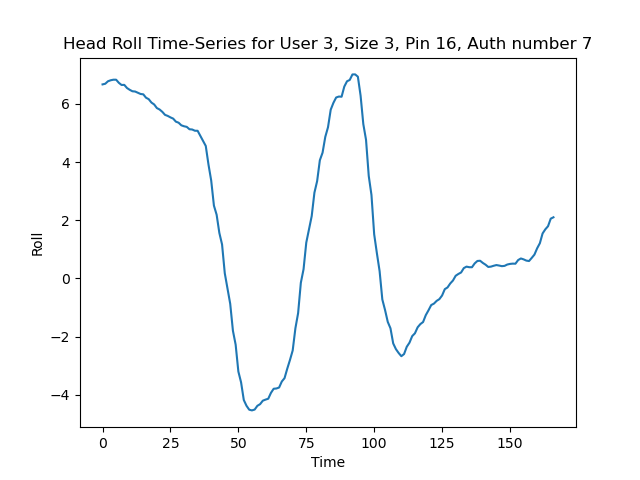 Head Roll Time-Series for User 3, Size 3, Pin 16, Auth number 7
6
4
2
0
−2
−4
Roll
0 25 50 75 100 125 150
Time